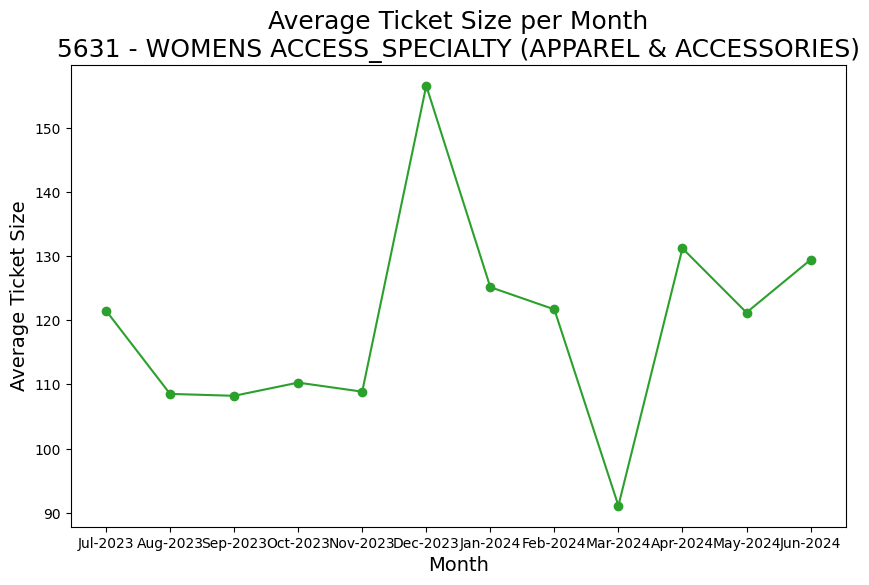 Average Ticket Size per Month
5631 - WOMENS ACCESS_SPECIALTY (APPAREL & ACCESSORIES)
Average Ticket Size
150
140
130
120
110
100
90
Jul-2023 Aug-2023 Sep-2023 Oct-2023 Nov-2023 Dec-2023 Jan-2024 Feb-2024 Mar-2024 Apr-2024 May-2024 Jun-2024
Month